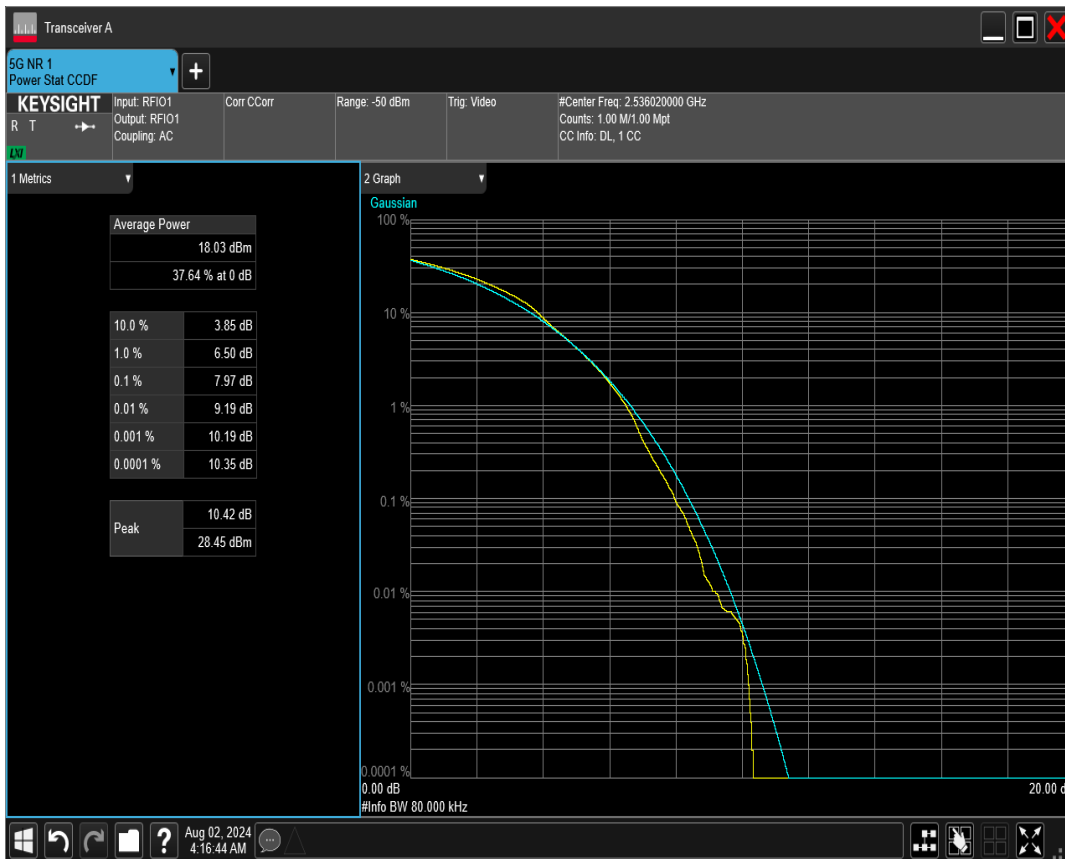 Transceiver A
5G NR 1
Power Stat CCDF
KEYSIGHT
R T
LXI
Input: RFIO1
Output: RFIO1
Coupling: AC
Corr CCorr
Range: -50 dBm
Trig: Video
#Center Freq: 2.536020000 GHz
Counts: 1.00 M/1.00 Mpt
CC Info: DL, 1 CC
1 Metrics
Average Power
18.03 dBm
37.64 % at 0 dB
10.0 % 3.85 dB
1.0 % 6.50 dB
0.1 % 7.97 dB
0.01 % 9.19 dB
0.001 % 10.19 dB
0.0001 % 10.35 dB
Peak
10.42 dB
28.45 dBm
2 Graph
Gaussian
100 %
10 %
1 %
0.1 %
0.01 %
0.001 %
0.0001 %
0.00 dB
20.00 d
#Info BW 80.000 kHz
Aug 02, 2024
4:16:44 AM